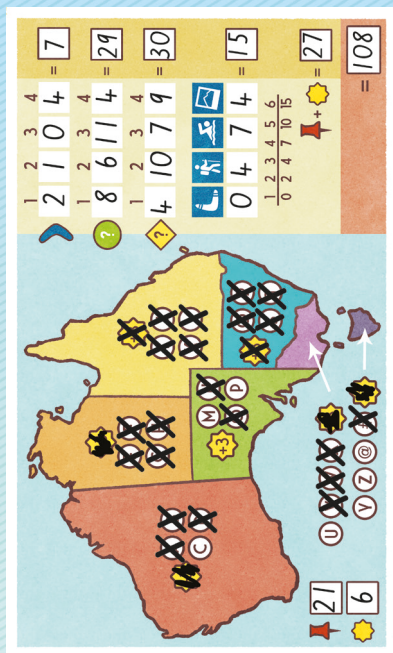 1 2 3 4
2 1 0 4 = 7
1 2 3 4
? 8 6 11 4 = 29
1 2 3 4
? 4 10 7 9 = 30
0 4 7 4 = 15
1 2 3 4 5 6
0 2 4 7 10 15
+ = 27
= 108
C
+3
M
P
U
Y Z @
21
6